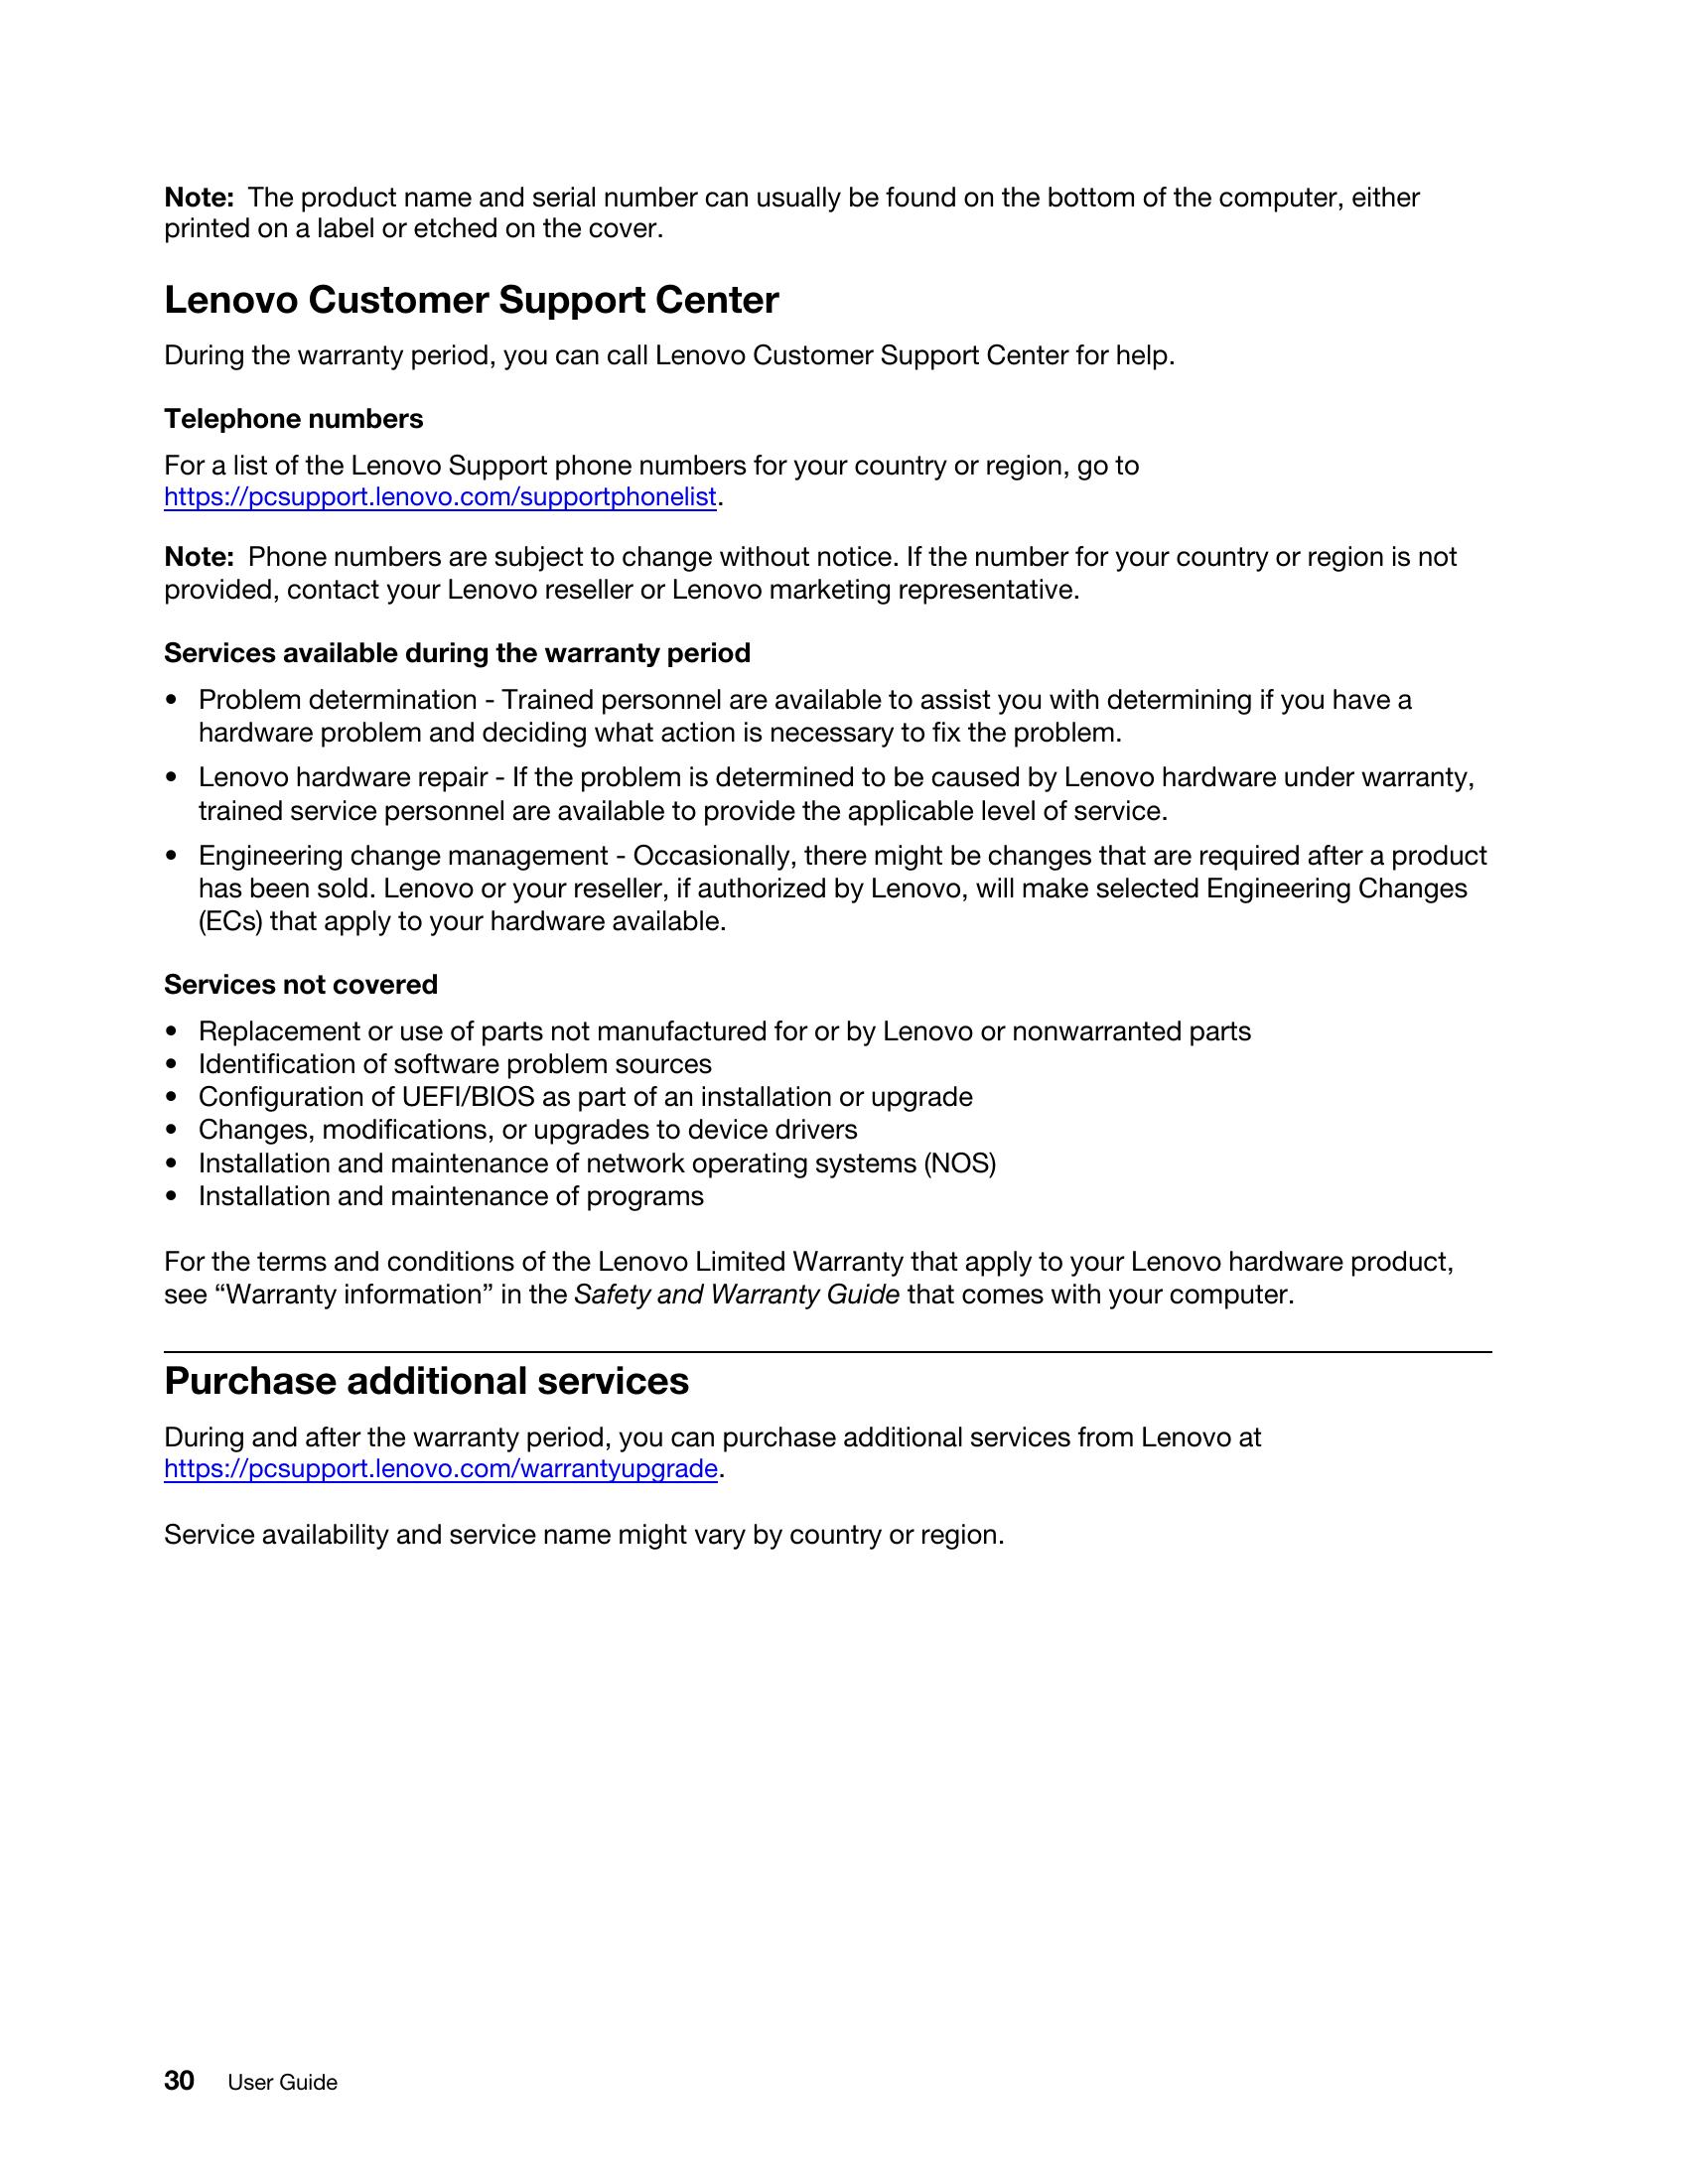 Note: The product name and serial number can usually be found on the bottom of the computer, either
printed on a label or etched on the cover.
Lenovo Customer Support Center
During the warranty period, you can call Lenovo Customer Support Center for help.
Telephone numbers
For a list of the Lenovo Support phone numbers for your country or region, go to
https://pcsupport.lenovo.com/supportphonelist.
Note: Phone numbers are subject to change without notice. If the number for your country or region is not
provided, contact your Lenovo reseller or Lenovo marketing representative.
Services available during the warranty period
• Problem determination - Trained personnel are available to assist you with determining if you have a
hardware problem and deciding what action is necessary to fix the problem.
• Lenovo hardware repair - If the problem is determined to be caused by Lenovo hardware under warranty,
trained service personnel are available to provide the applicable level of service.
• Engineering change management - Occasionally, there might be changes that are required after a product
has been sold. Lenovo or your reseller, if authorized by Lenovo, will make selected Engineering Changes
(ECs) that apply to your hardware available.
Services not covered
• Replacement or use of parts not manufactured for or by Lenovo or nonwarranted parts
• Identification of software problem sources
• Configuration of UEFI/BIOS as part of an installation or upgrade
• Changes, modifications, or upgrades to device drivers
• Installation and maintenance of network operating systems (NOS)
• Installation and maintenance of programs
For the terms and conditions of the Lenovo Limited Warranty that apply to your Lenovo hardware product,
see “Warranty information” in the Safety and Warranty Guide that comes with your computer.
Purchase additional services
During and after the warranty period, you can purchase additional services from Lenovo at
https://pcsupport.lenovo.com/warrantyupgrade.
Service availability and service name might vary by country or region.
30 User Guide